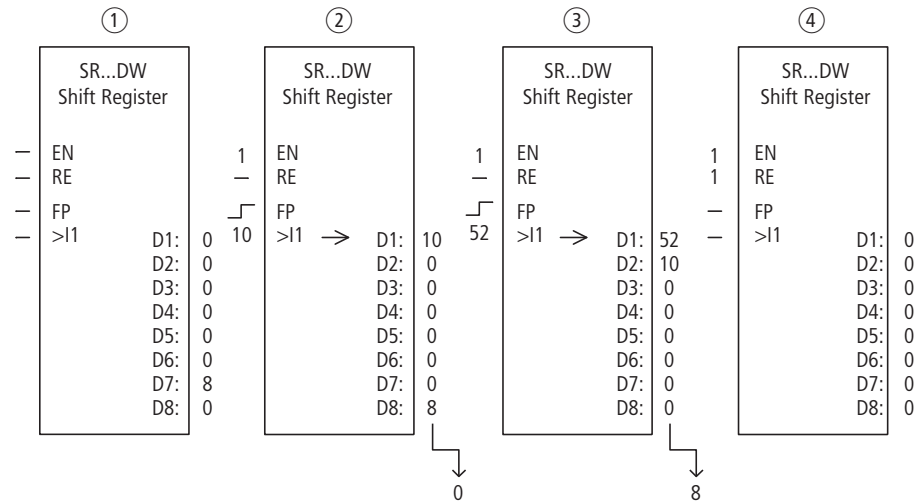 ① ② ③ ④
SR...DW SR...DW SR...DW SR...DW
Shift Register Shift Register Shift Register Shift Register
– EN 1 EN 1 EN 1 EN
– RE – RE – RE 1 RE
– FP FP FP – FP
– >I1 10 >I1 → 52 >I1 → – >I1
D1: 0 D1: 10 D1: 52 D1: 0
D2: 0 D2: 0 D2: 10 D2: 0
D3: 0 D3: 0 D3: 0 D3: 0
D4: 0 D4: 0 D4: 0 D4: 0
D5: 0 D5: 0 D5: 0 D5: 0
D6: 0 D6: 0 D6: 0 D6: 0
D7: 8 D7: 0 D7: 0 D7: 0
D8: 0 D8: 8 D8: 0 D8: 0
0 8